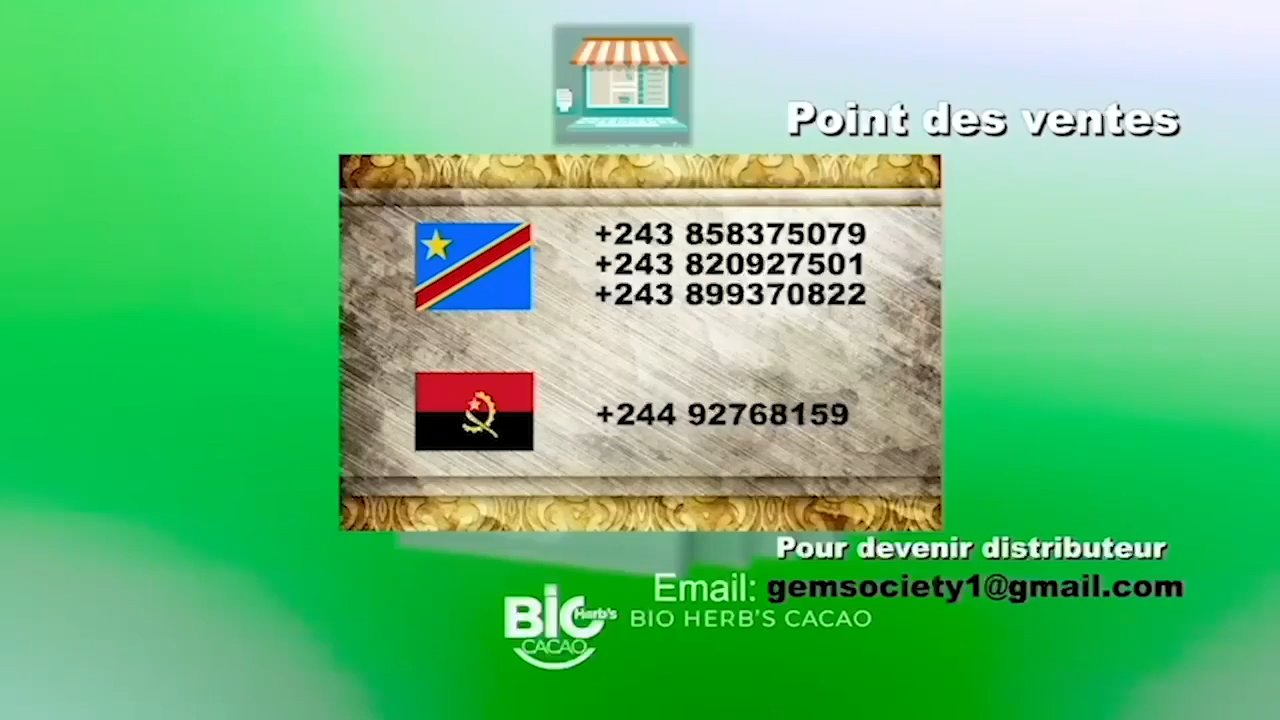 Point des ventes
+243 858375079
+243 820927501
+243 899370822
+244 92768159
Pour devenir distributeur
Email: gemsociety1@gmail.com
BIO Herb's
CACAO
BIO HERB'S CACAO